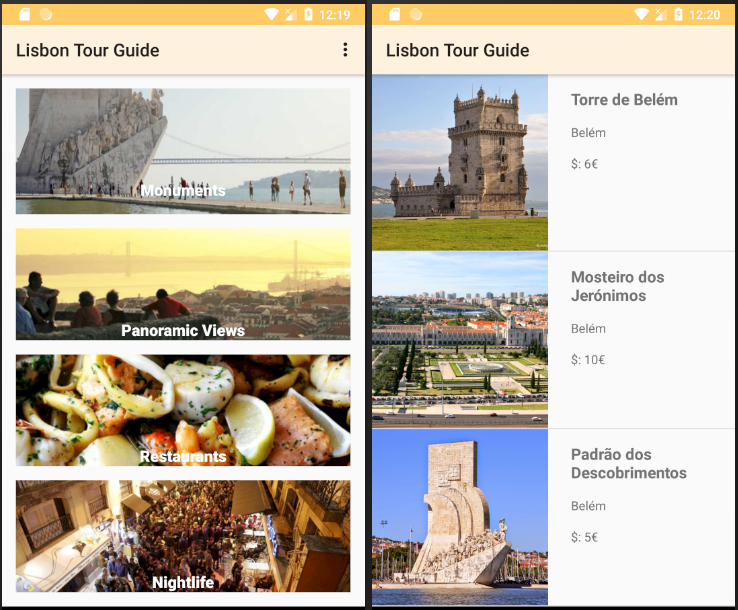 12:19
Lisbon Tour Guide
Monuments
Panoramic Views
Restaurants
Nightlife
12:20
Lisbon Tour Guide
Torre de Belém
Belém
$: 6€
Mosteiro dos
Jerónimos
Belém
$: 10€
Padrão dos
Descobrimentos
Belém
$: 5€